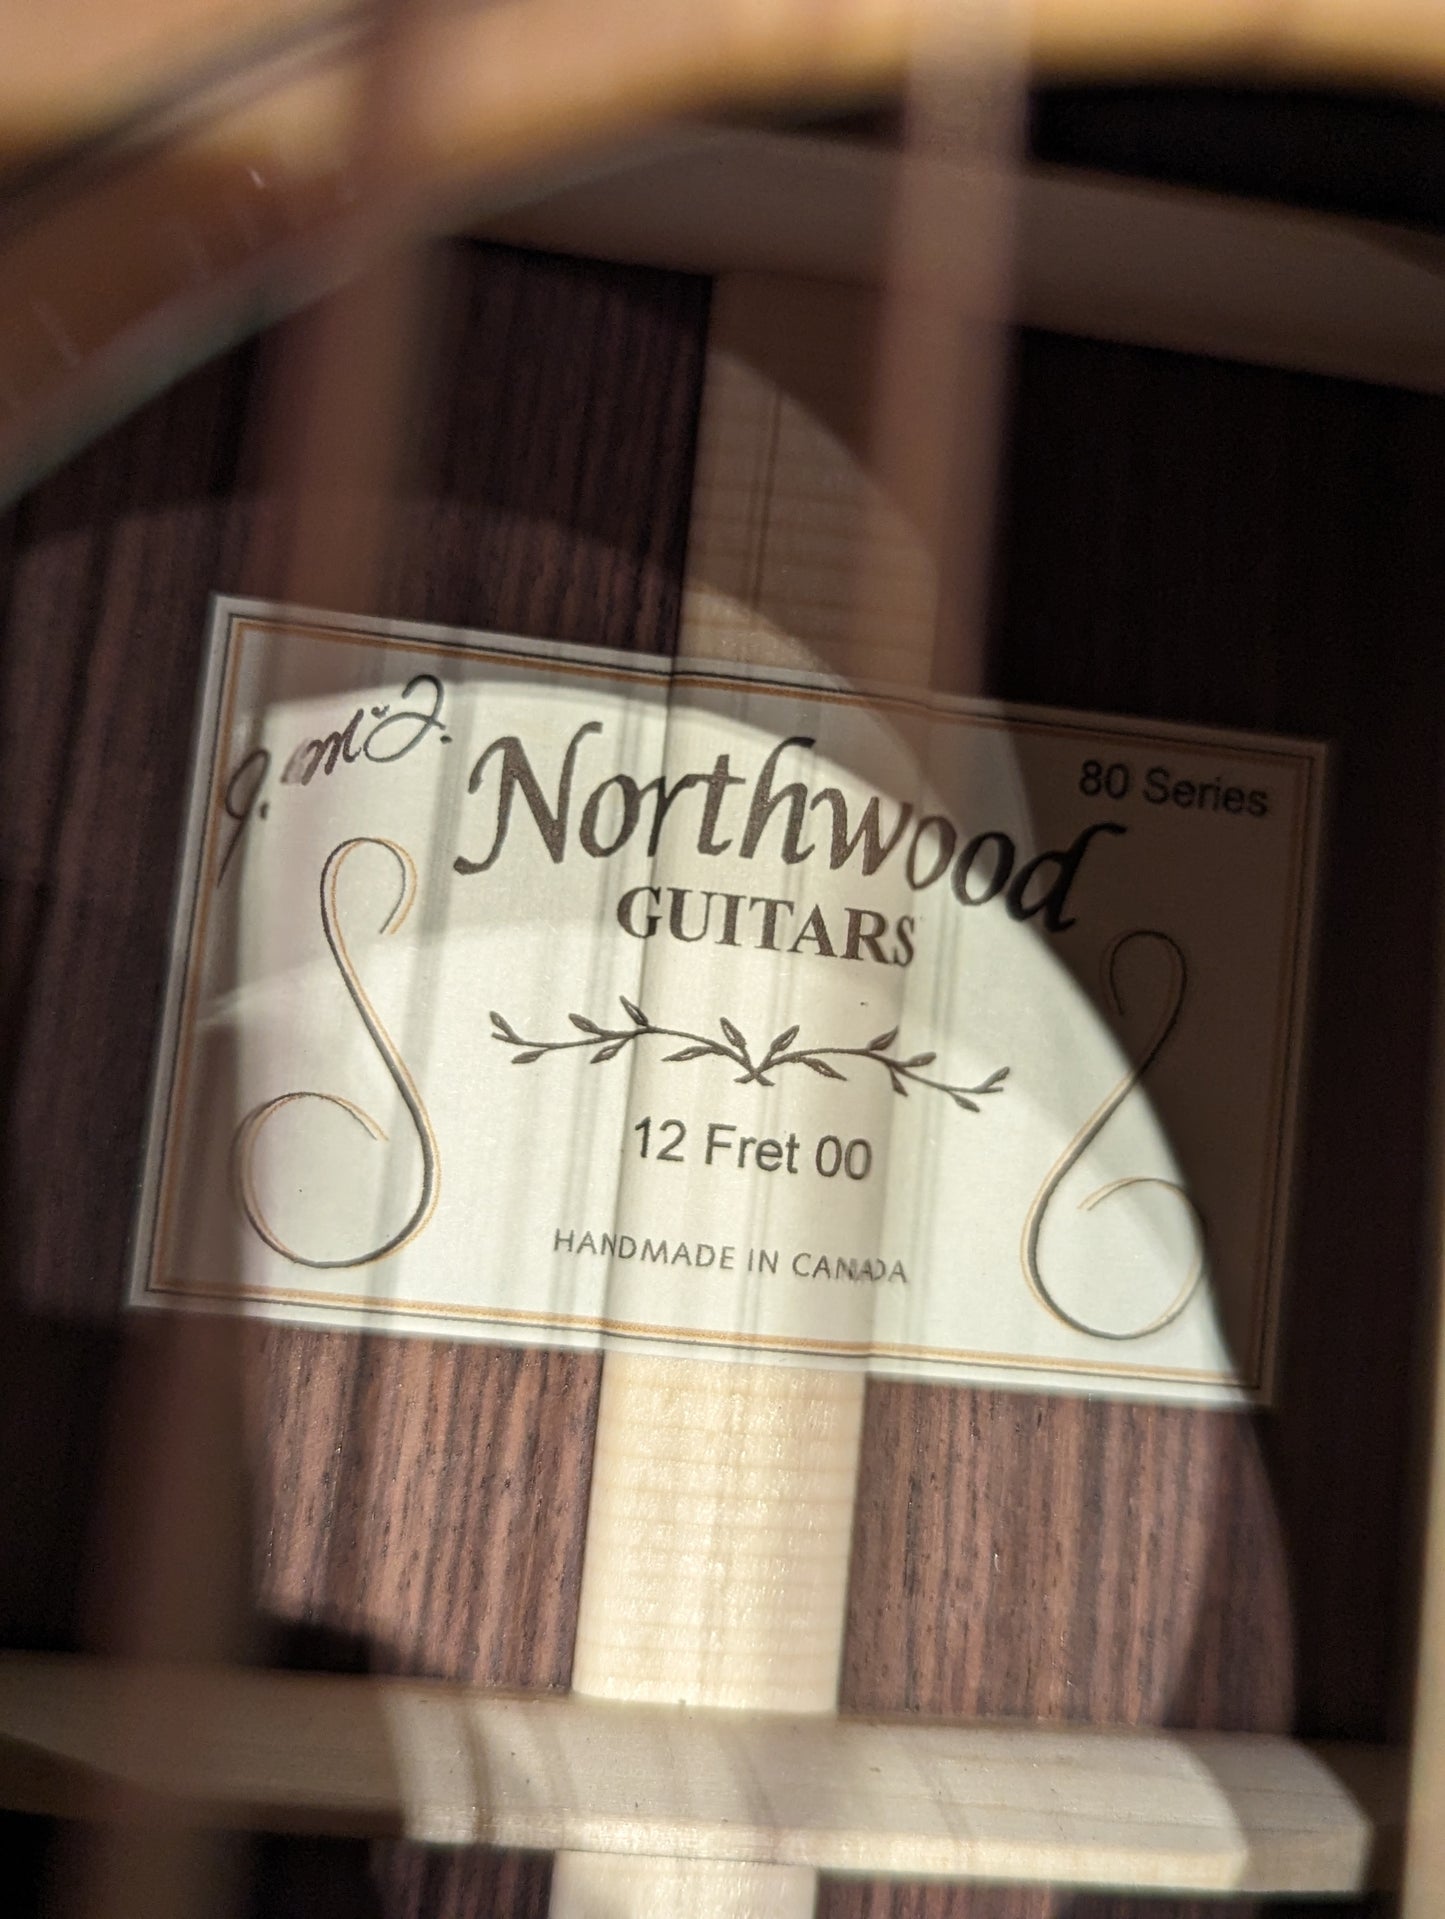 80 Series
Northwood
GUITARS
12 Fret 00
HANDMADE IN CANADA